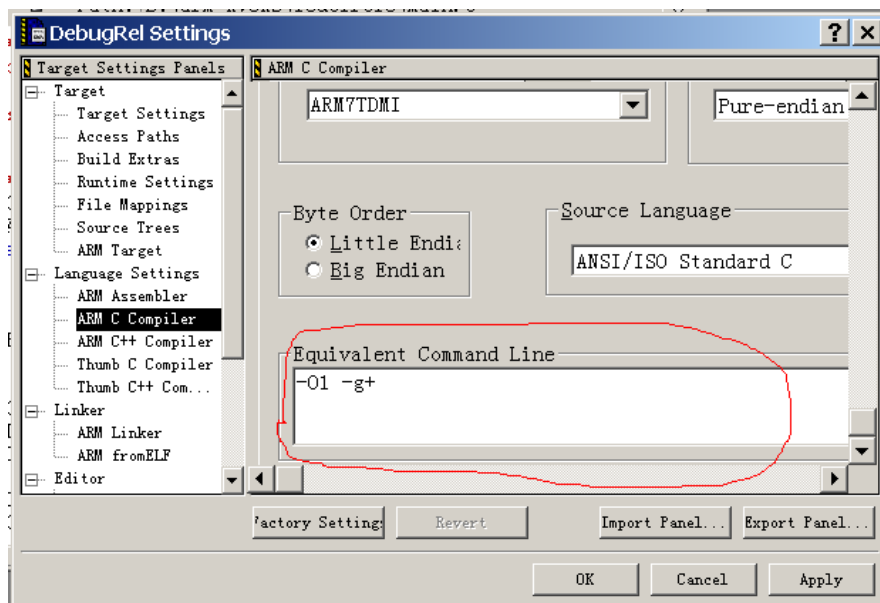 DebugRel Settings
Target Settings Panels
ARM C Compiler
Target
Target Settings
Access Paths
Build Extras
Runtime Settings
File Mappings
Source Trees
ARM Target
Language Settings
ARM Assembler
ARM C Compiler
ARM C++ Compiler
Thumb C Compiler
Thumb C++ Com...
Linker
ARM Linker
ARM fromELF
Editor
ARM7TDMI
Pure-endian
Byte Order
Little Endia
Big Endian
Source Language
ANSI/ISO Standard C
Equivalent Command Line
-O1 -g+
Factory Setting
Revert
Import Panel...
Export Panel...
OK
Cancel
Apply